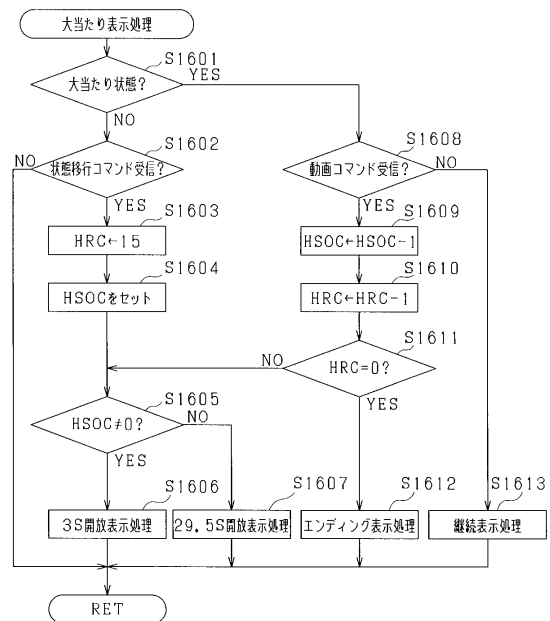 大当たり表示処理
S1601
大当たり状態?
YES
NO
S1602
状態移行コマンド受信?
NO
YES
S1608
動画コマンド受信?
NO
YES
S1603
HRC←15
S1609
HSOC←HSOC-1
S1604
HSOCをセット
S1610
HRC←HRC-1
S1611
HRC=0?
NO
YES
S1605
HSOC≠0?
NO
YES
S1606
3S開放表示処理
S1607
29.5S開放表示処理
S1612
エンディング表示処理
S1613
継続表示処理
RET